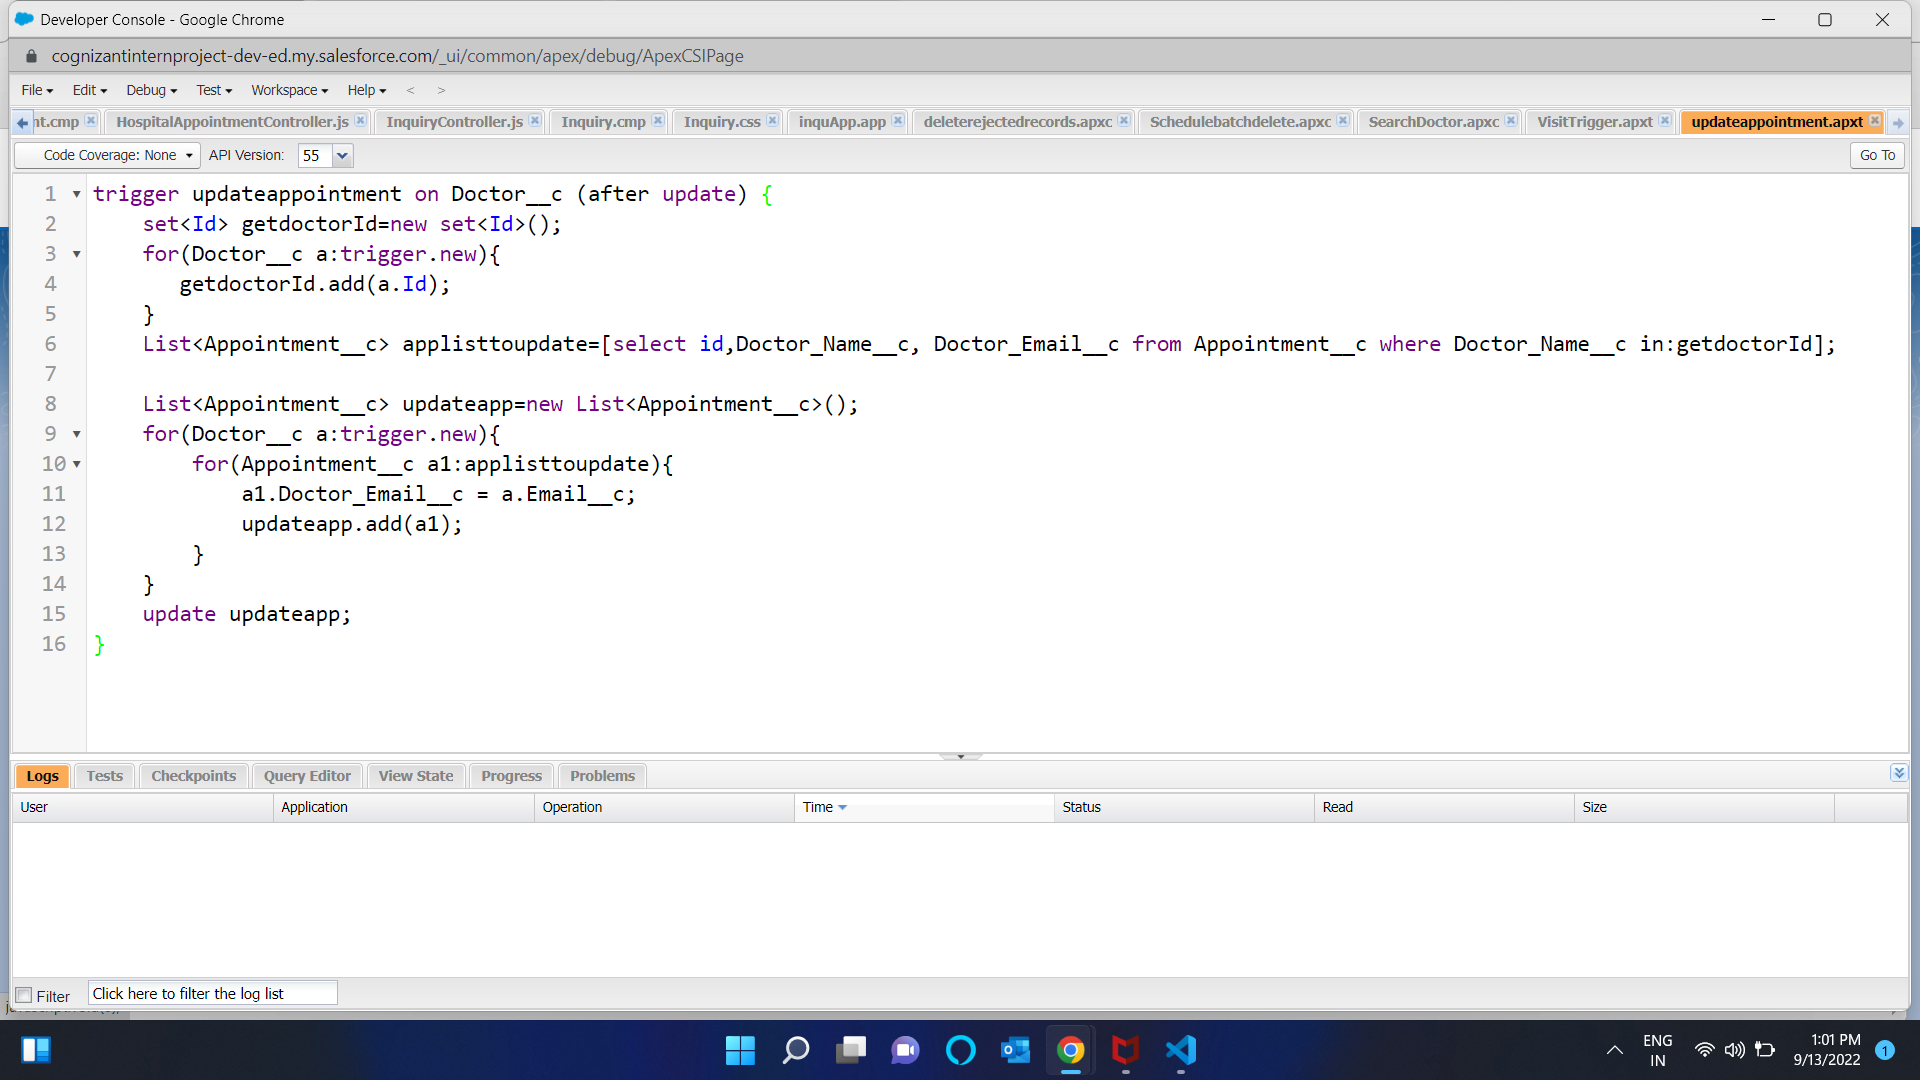 Developer Console - Google Chrome
cognizantinternproject-dev-ed.my.salesforce.com/_ui/common/apex/debug/ApexCSIPage
File Edit Debug Test Workspace Help < >
nt.cmp HospitalAppointmentController.js InquiryController.js Inquiry.cmp Inquiry.css inquApp.app deleterejectedrecords.apxc Schedulebatchdelete.apxc SearchDoctor.apxc VisitTrigger.apxt updateappointment.apxt
Code Coverage: None API Version: 55 Go To
1 trigger updateappointment on Doctor__c (after update) {
2 set<Id> getdoctorId=new set<Id>();
3 for(Doctor__c a:trigger.new){
4 getdoctorId.add(a.Id);
5 }
6 List<Appointment__c> applisttoupdate=[select id,Doctor_Name__c, Doctor_Email__c from Appointment__c where Doctor_Name__c in:getdoctorId];
7
8 List<Appointment__c> updateapp=new List<Appointment__c>();
9 for(Doctor__c a:trigger.new){
10 for(Appointment__c a1:applisttoupdate){
11 a1.Doctor_Email__c = a.Email__c;
12 updateapp.add(a1);
13 }
14 }
15 update updateapp;
16 }
Logs Tests Checkpoints Query Editor View State Progress Problems
User Application Operation Time Status Read Size
Filter Click here to filter the log list
ENG
IN
1:01 PM
9/13/2022
1